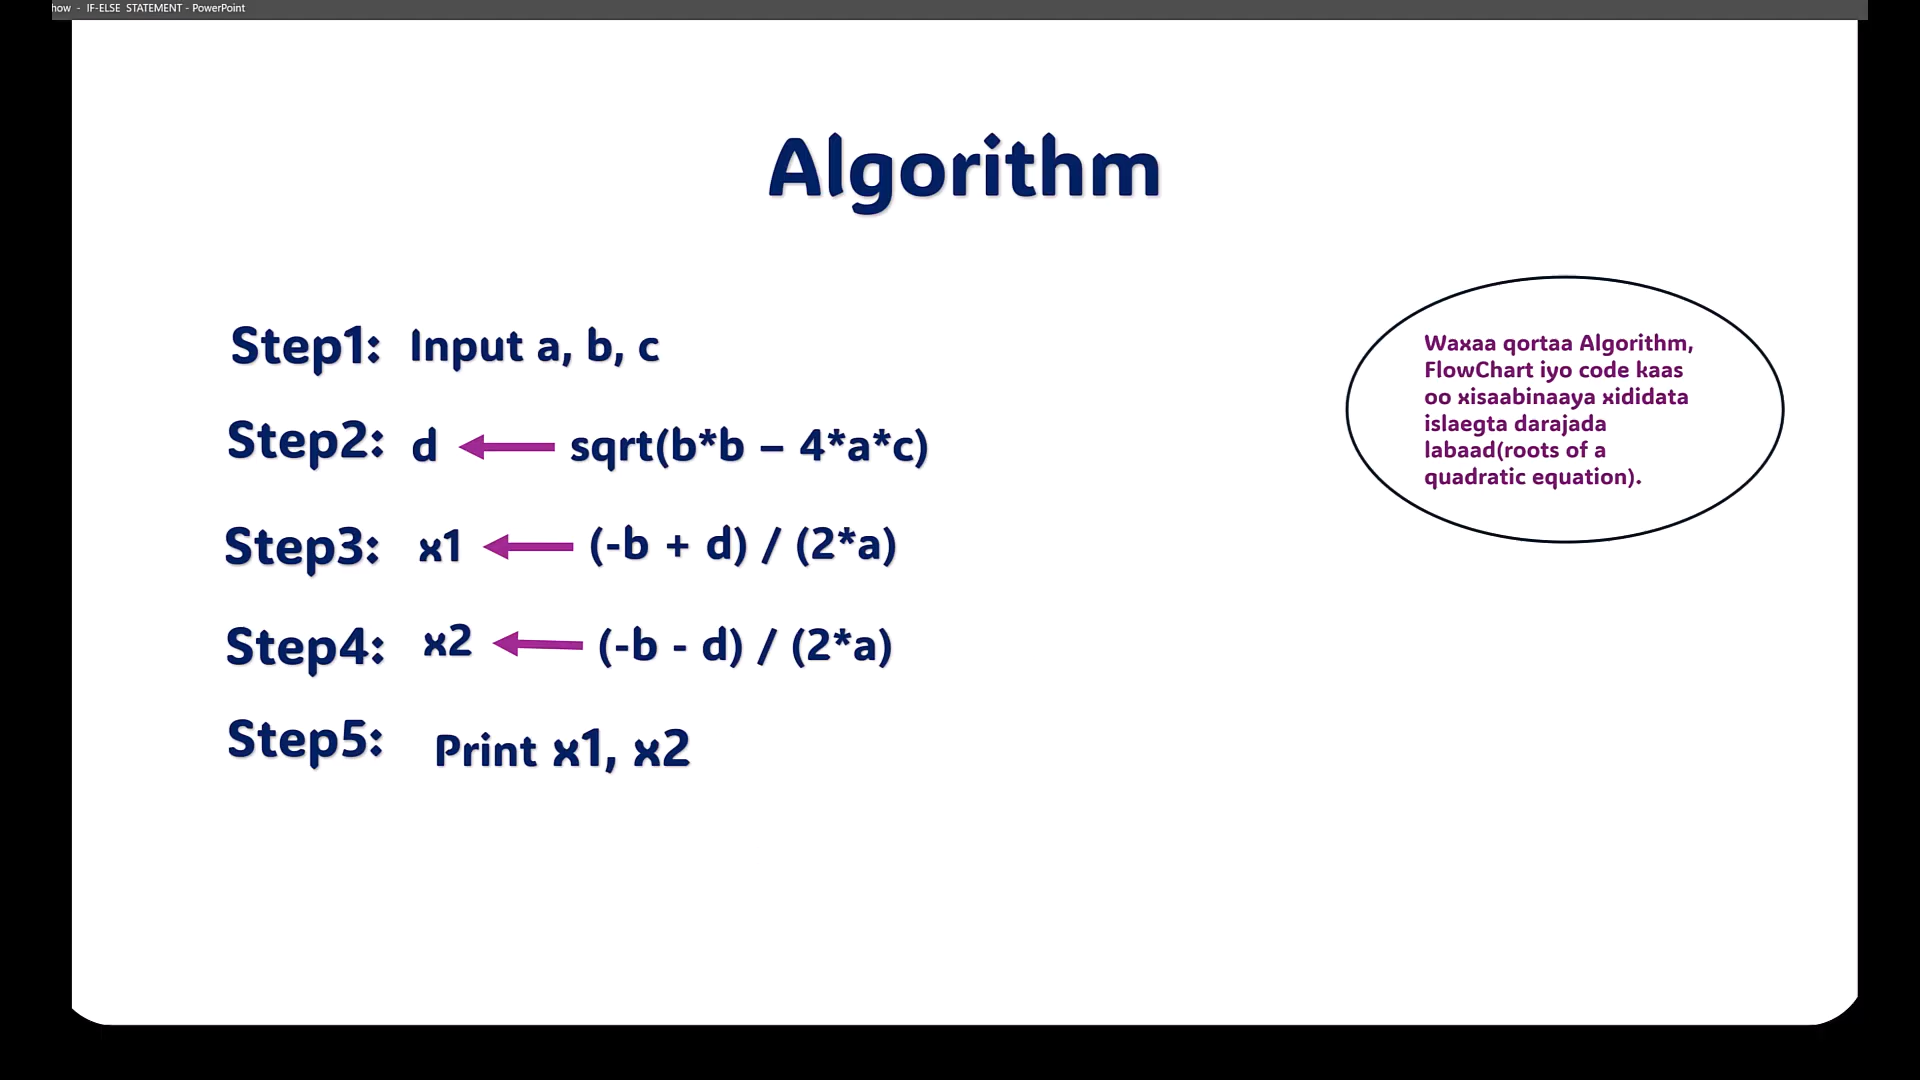 how - IF-ELSE STATEMENT - PowerPoint
Algorithm
Step1: Input a, b, c
Step2: d ← sqrt(b*b – 4*a*c)
Step3: x1 ← (-b + d) / (2*a)
Step4: x2 ← (-b - d) / (2*a)
Step5: Print x1, x2
Waxaa qortaa Algorithm,
FlowChart iyo code kaas
oo xisaabinaaya xididata
islaegta darajada
labaad(roots of a
quadratic equation).